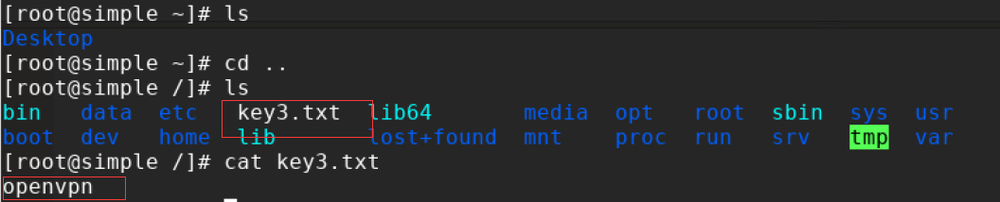 [root@simple ~]# ls
Desktop
[root@simple ~]# cd ..
[root@simple /]# ls
bin   data  etc   key3.txt  lib64       media  opt   root  sbin  sys  usr
boot  dev   home  lib       lost+found  mnt    proc  run   srv   tmp  var
[root@simple /]# cat key3.txt
openvpn